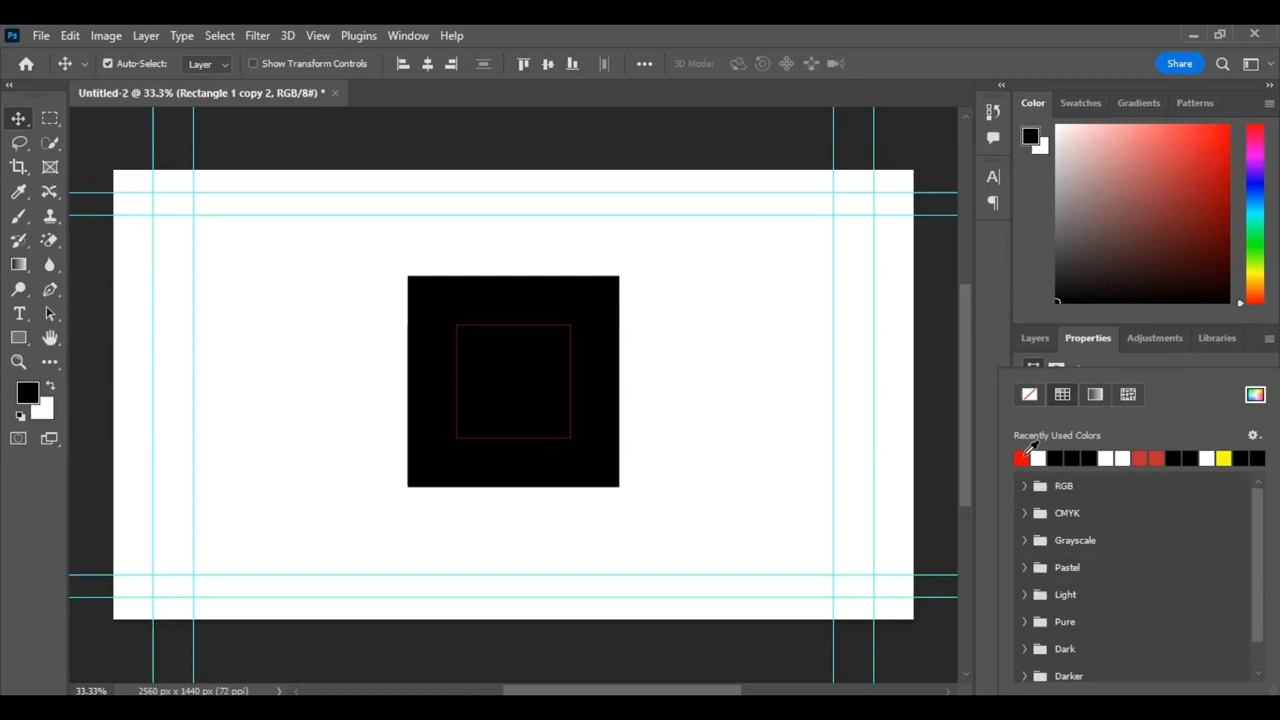 Ps File Edit Image Layer Type Select Filter 3D View Plugins Window Help
Auto-Select: Layer Show Transform Controls 3D Mode: Share
Untitled-2 @ 33.3% (Rectangle 1 copy 2, RGB/8#) * ×
Color Swatches Gradients Patterns
Layers Properties Adjustments Libraries
Recently Used Colors
RGB
CMYK
Grayscale
Pastel
Light
Pure
Dark
Darker
33.33% 2560 px x 1440 px (72 ppi)